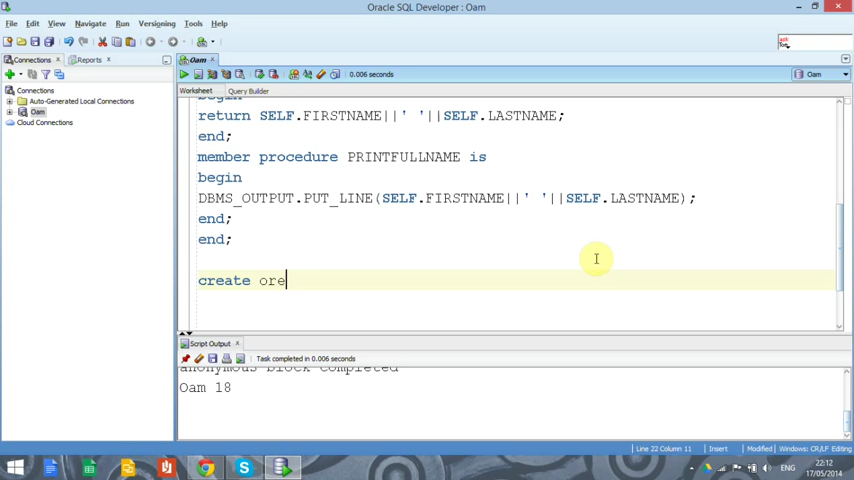 Oracle SQL Developer : Oam
File Edit View Navigate Run Versioning Tools Help
Connections Reports Oam
0.006 seconds Oam
Worksheet Query Builder
Connections
Auto-Generated Local Connections
Oam
Cloud Connections
begin
return SELF.FIRSTNAME||' '||SELF.LASTNAME;
end;
member procedure PRINTFULLNAME is
begin
DBMS_OUTPUT.PUT_LINE(SELF.FIRSTNAME||' '||SELF.LASTNAME);
end;
end;
create ore
Script Output
Task completed in 0.006 seconds
anonymous block completed
Oam 18
Line 22 Column 11 Insert Modified Windows: CR/LF Editing
ENG
22:12
17/05/2014